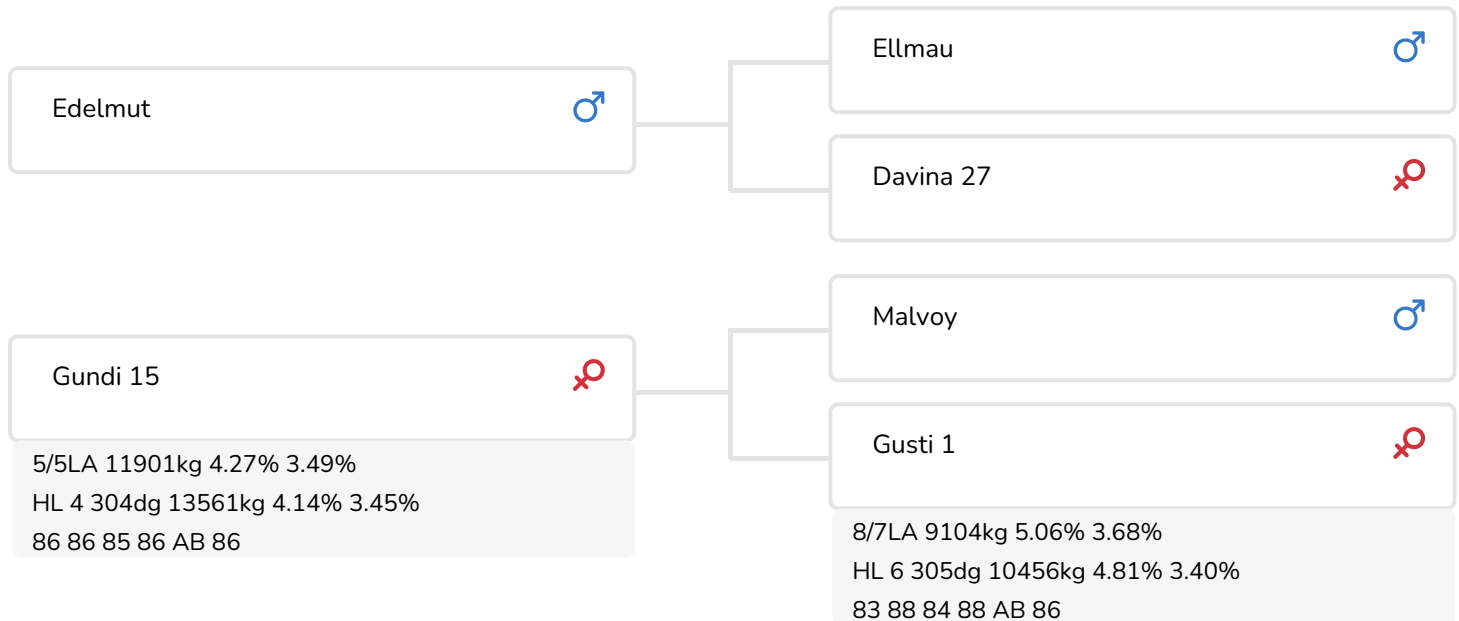 Edelmut
Ellmau
Davina 27
Gundi 15
5/5LA 11901kg 4.27% 3.49%
HL 4 304dg 13561kg 4.14% 3.45%
86 86 85 86 AB 86
Malvoy
Gusti 1
8/7LA 9104kg 5.06% 3.68%
HL 6 305dg 10456kg 4.81% 3.40%
83 88 84 88 AB 86